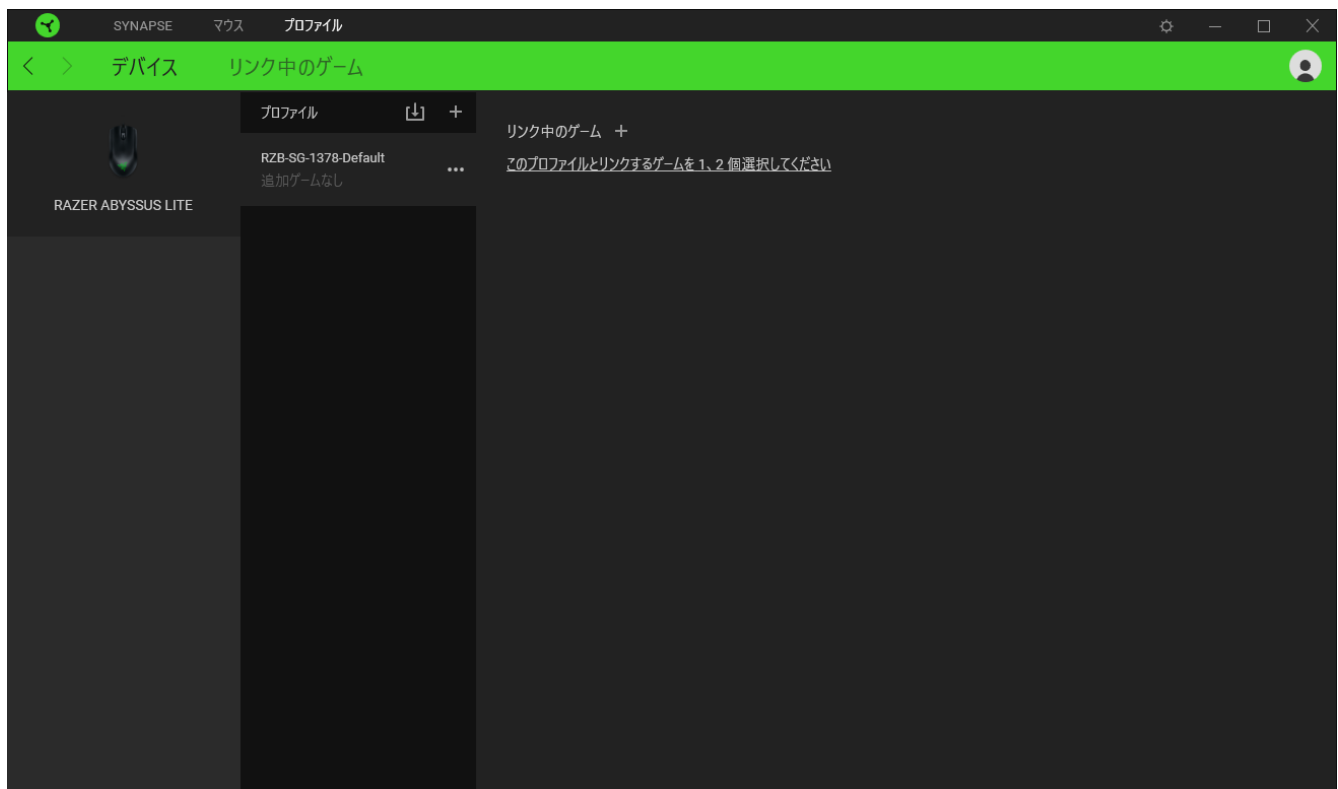 SYNAPSE マウス プロファイル
デバイス リンク中のゲーム
プロファイル
リンク中のゲーム
このプロファイルとリンクするゲームを 1、2 個選択してください
RZB-SG-1378-Default
追加ゲームなし
RAZER ABYSSUS LITE